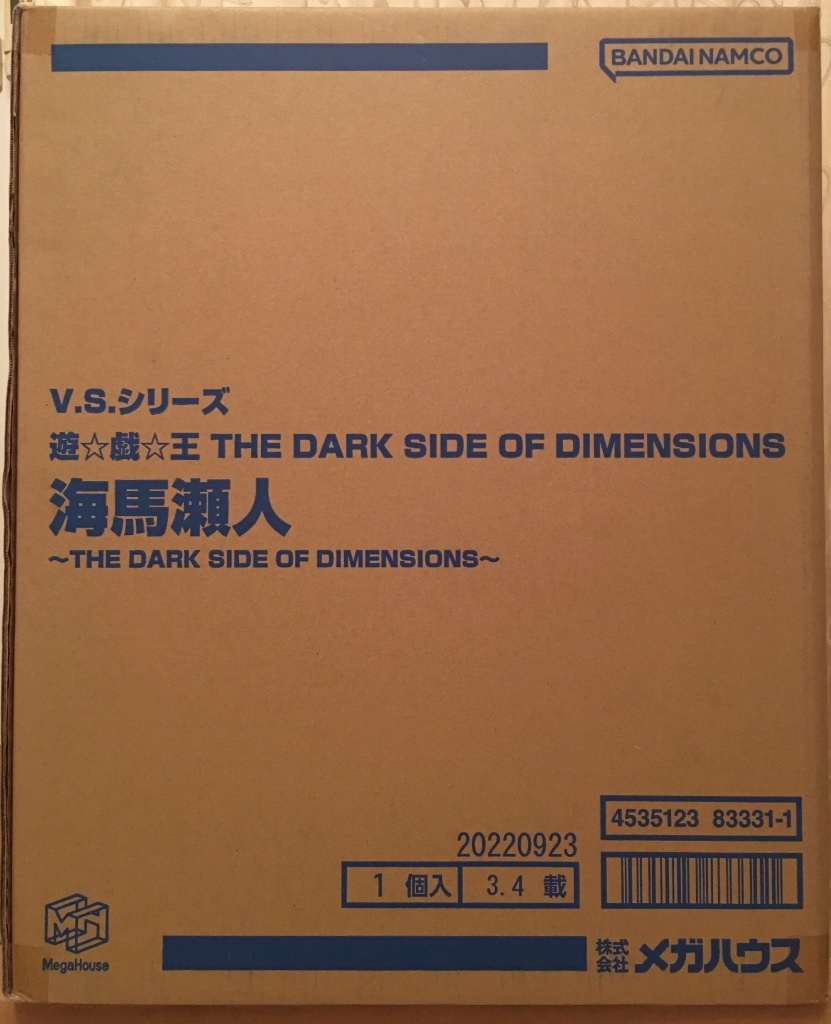 BANDAI NAMCO
V.S.シリーズ
遊☆戯☆王 THE DARK SIDE OF DIMENSIONS
海馬瀬人
～THE DARK SIDE OF DIMENSIONS～
4535123 83331-1
20220923
1 個入 3.4 載
MegaHouse
株式会社 メガハウス